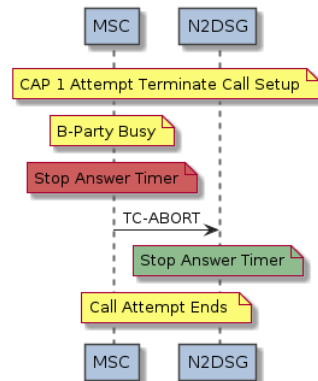 MSC N2DSG
CAP 1 Attempt Terminate Call Setup
B-Party Busy
Stop Answer Timer
TC-ABORT
Stop Answer Timer
Call Attempt Ends
MSC N2DSG